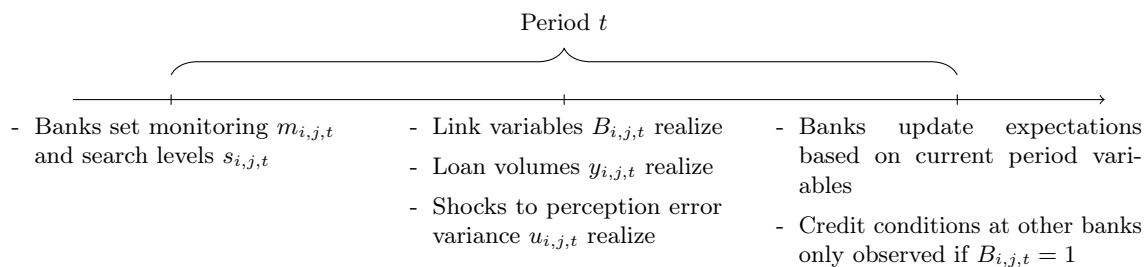 Period $t$
- Banks set monitoring $m_{i,j,t}$
and search levels $s_{i,j,t}$
- Link variables $B_{i,j,t}$ realize
- Loan volumes $y_{i,j,t}$ realize
- Shocks to perception error
variance $u_{i,j,t}$ realize
- Banks update expectations
based on current period vari-
ables
- Credit conditions at other banks
only observed if $B_{i,j,t} = 1$